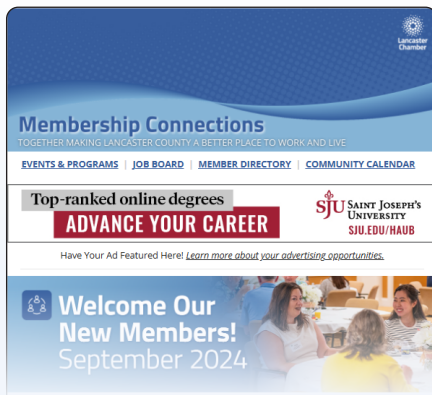 Lancaster
Chamber
Membership Connections
TOGETHER MAKING LANCASTER COUNTY A BETTER PLACE TO WORK AND LIVE
EVENTS & PROGRAMS | JOB BOARD | MEMBER DIRECTORY | COMMUNITY CALENDAR
Top-ranked online degrees
ADVANCE YOUR CAREER
SJU SAINT JOSEPH'S
UNIVERSITY
SJU.EDU/HAUB
Have Your Ad Featured Here! Learn more about your advertising opportunities.
Welcome Our
New Members!
September 2024